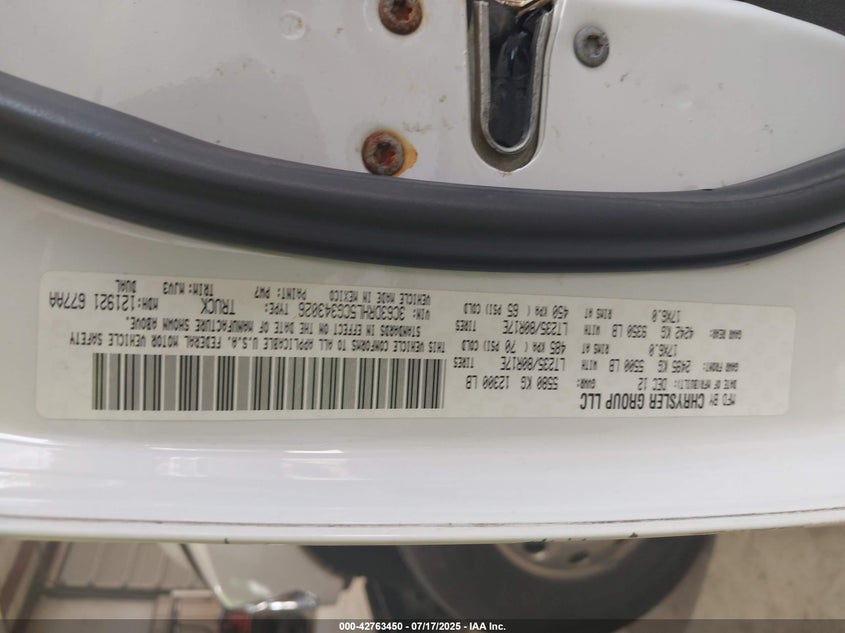 MFD BY CHRYSLER GROUP LLC
DATE OF MFR/BUILT: DEC 12 GVWR: 5580 KG 12300 LB
GAWR FRONT: 2495 KG 5500 LB WITH LT235/80R17E TIRES
17X6.0 RIMS AT 485 KPA ( 70 PSI) COLD
GAWR REAR: 4242 KG 9350 LB WITH LT235/80R17E TIRES
17X6.0 RIMS AT 450 KPA ( 65 PSI) COLD
THIS VEHICLE CONFORMS TO ALL APPLICABLE U.S.A. FEDERAL MOTOR VEHICLE SAFETY
STANDARDS IN EFFECT ON THE DATE OF MANUFACTURE SHOWN ABOVE.
VIN: 3C63DRHL5CG343026 TYPE: TRUCK MDH: 121921 677AA
VEHICLE MADE IN MEXICO PAINT: PW7 TRIM: MJV3 DUAL
000-42763450 - 07/17/2025 - IAA Inc.